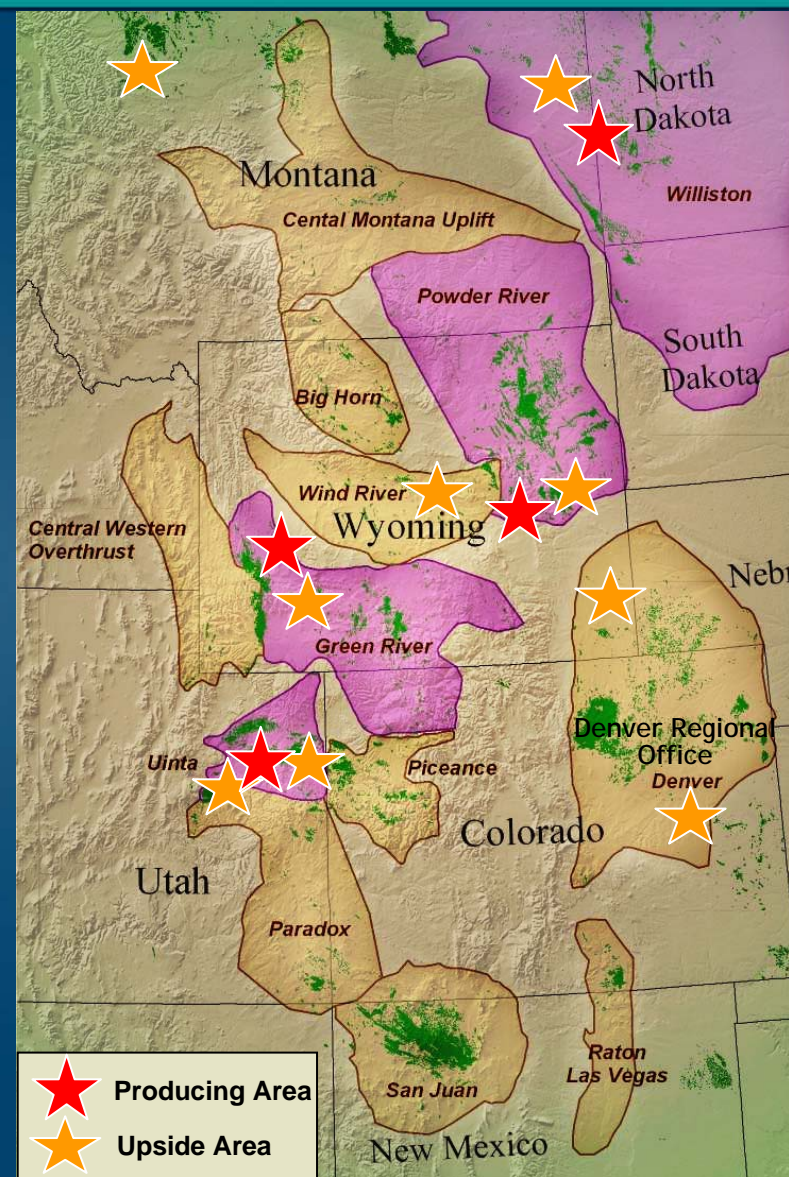 North
Dakota
Montana
Williston
Cental Montana Uplift
Powder River
South
Dakota
Big Horn
Wind River
Wyoming
Central Western
Overthrust
Nebr
Green River
Denver Regional
Office
Uinta
Piceance
Denver
Colorado
Utah
Paradox
Raton
Las Vegas
San Juan
New Mexico
Producing Area
Upside Area